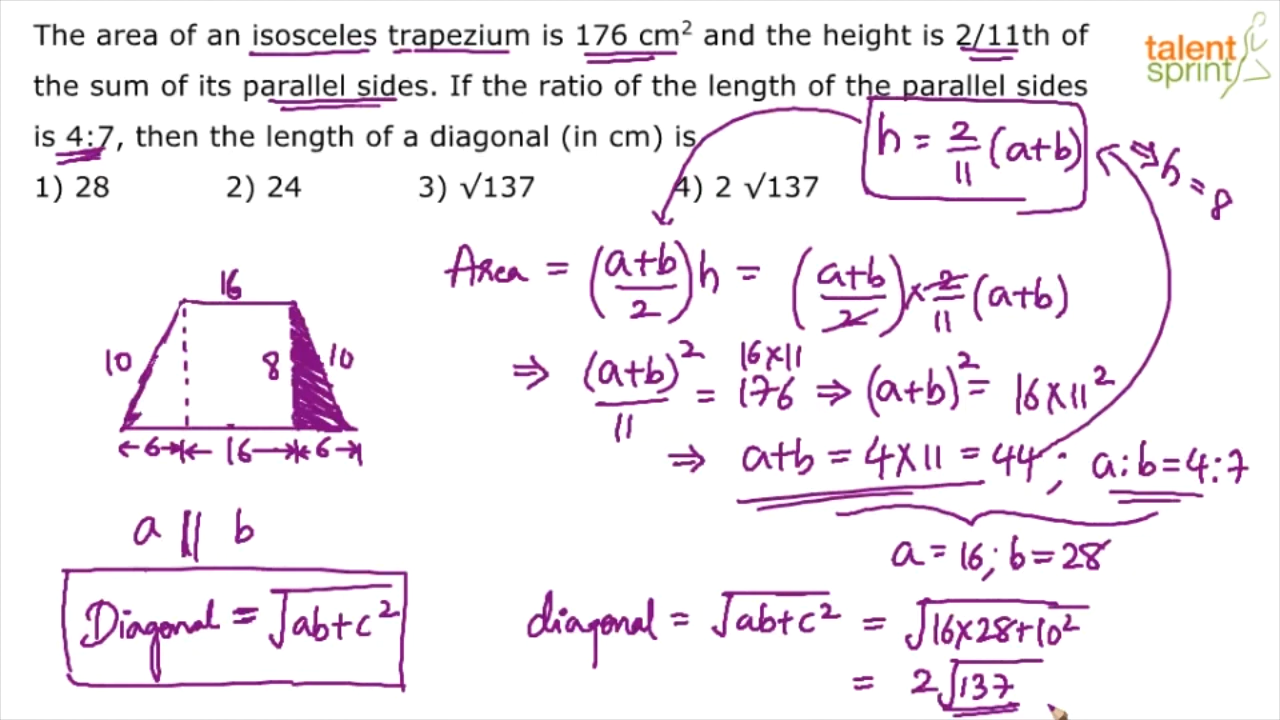 The area of an isosceles trapezium is 176 cm² and the height is 2/11th of
the sum of its parallel sides. If the ratio of the length of the parallel sides
is 4:7, then the length of a diagonal (in cm) is
1) 28 2) 24 3) √137 4) 2 √137
talent
sprint
h = 2/11 (a+b)
h = 8
Area = ((a+b)/2) h = ((a+b)/2) × 2/11 (a+b)
⇒ (a+b)²/11 = 176 ⇒ (a+b)² = 16×11²
16×11
⇒ a+b = 4×11 = 44 ; a:b = 4:7
a = 16; b = 28
16
10 8 10
←6→ ←16→ ←6→
a || b
Diagonal = √(ab+c²)
diagonal = √(ab+c²) = √(16×28+10²)
= 2√137